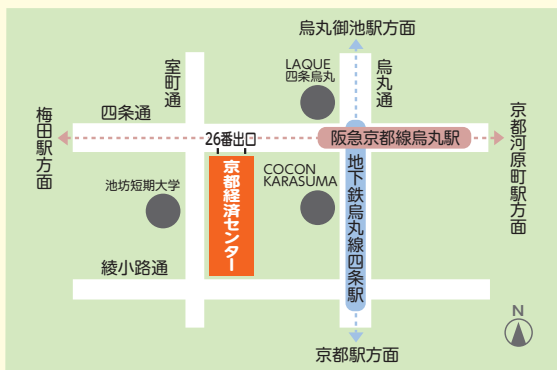 烏丸御池駅方面
室町通
LAQUE
四条烏丸
烏丸通
四条通
梅田駅方面
26番出口
阪急京都線烏丸駅
京都河原町駅方面
池坊短期大学
京都経済センター
COCON
KARASUMA
地下鉄烏丸線四条駅
綾小路通
京都駅方面
N